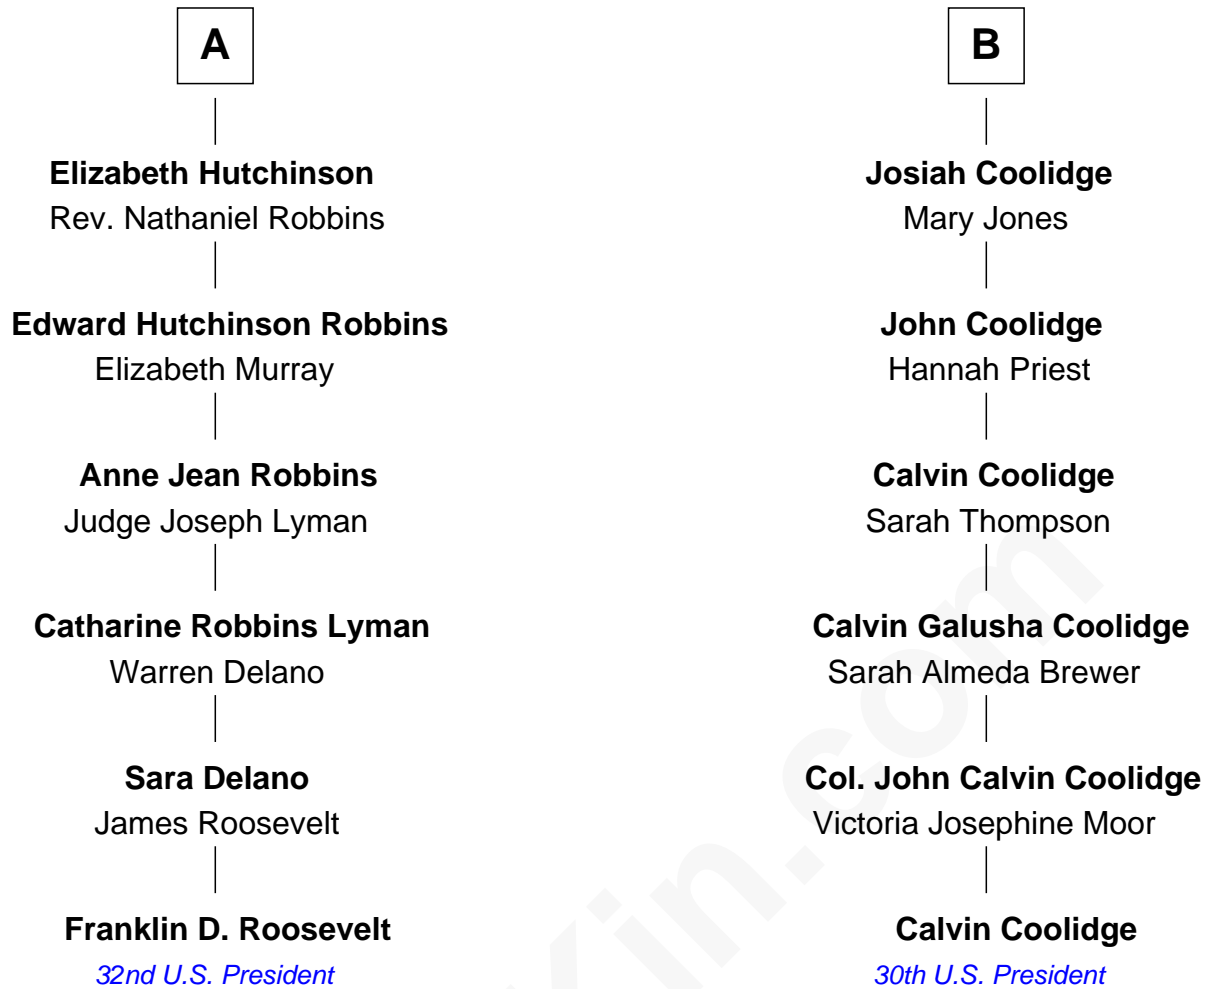 A
Elizabeth Hutchinson
Rev. Nathaniel Robbins
Edward Hutchinson Robbins
Elizabeth Murray
Anne Jean Robbins
Judge Joseph Lyman
Catharine Robbins Lyman
Warren Delano
Sara Delano
James Roosevelt
Franklin D. Roosevelt
32nd U.S. President
B
Josiah Coolidge
Mary Jones
John Coolidge
Hannah Priest
Calvin Coolidge
Sarah Thompson
Calvin Galusha Coolidge
Sarah Almeda Brewer
Col. John Calvin Coolidge
Victoria Josephine Moor
Calvin Coolidge
30th U.S. President